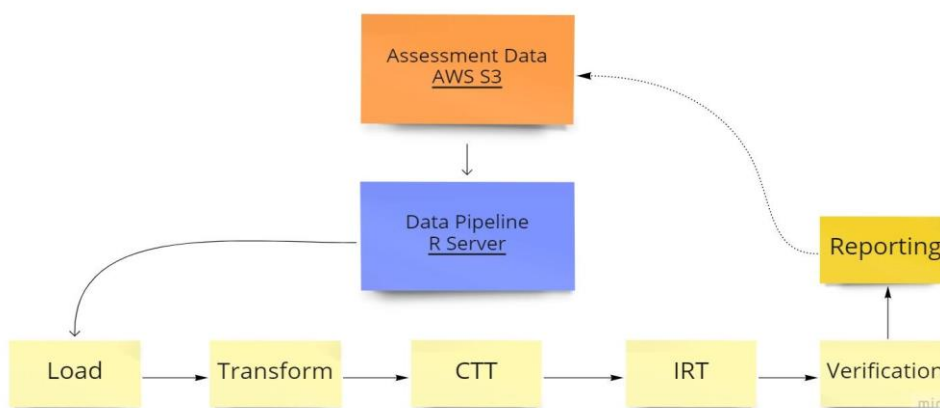 Assessment Data
AWS S3
Data Pipeline
R Server
Reporting
Load
Transform
CTT
IRT
Verification